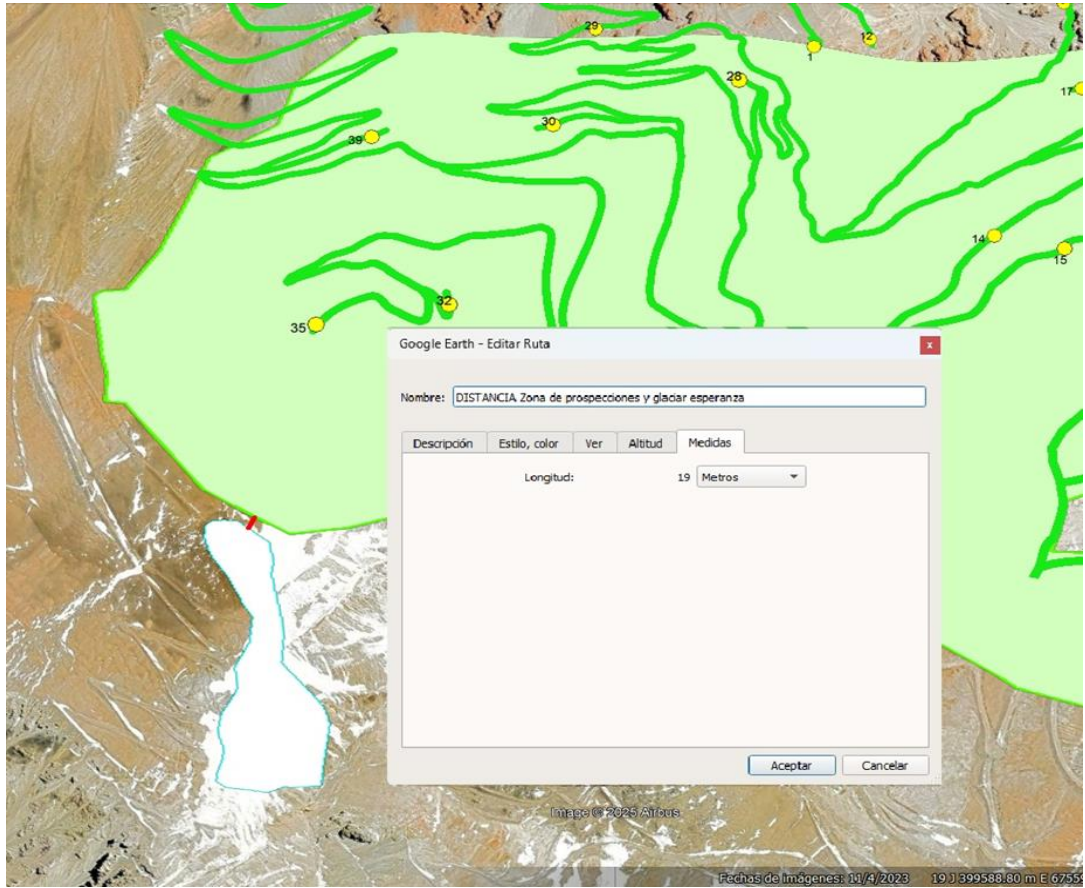 29
12
1
28
17
30
39
14
15
32
35
Google Earth - Editar Ruta
x
Nombre: DISTANCIA Zona de prospecciones y glaciar esperanza
Descripción Estilo, color Ver Altitud Medidas
Longitud: 19 Metros
Aceptar Cancelar
Image © 2025 Airbus
Fechas de imágenes: 11/4/2023 19 J 399588.80 m E 67559